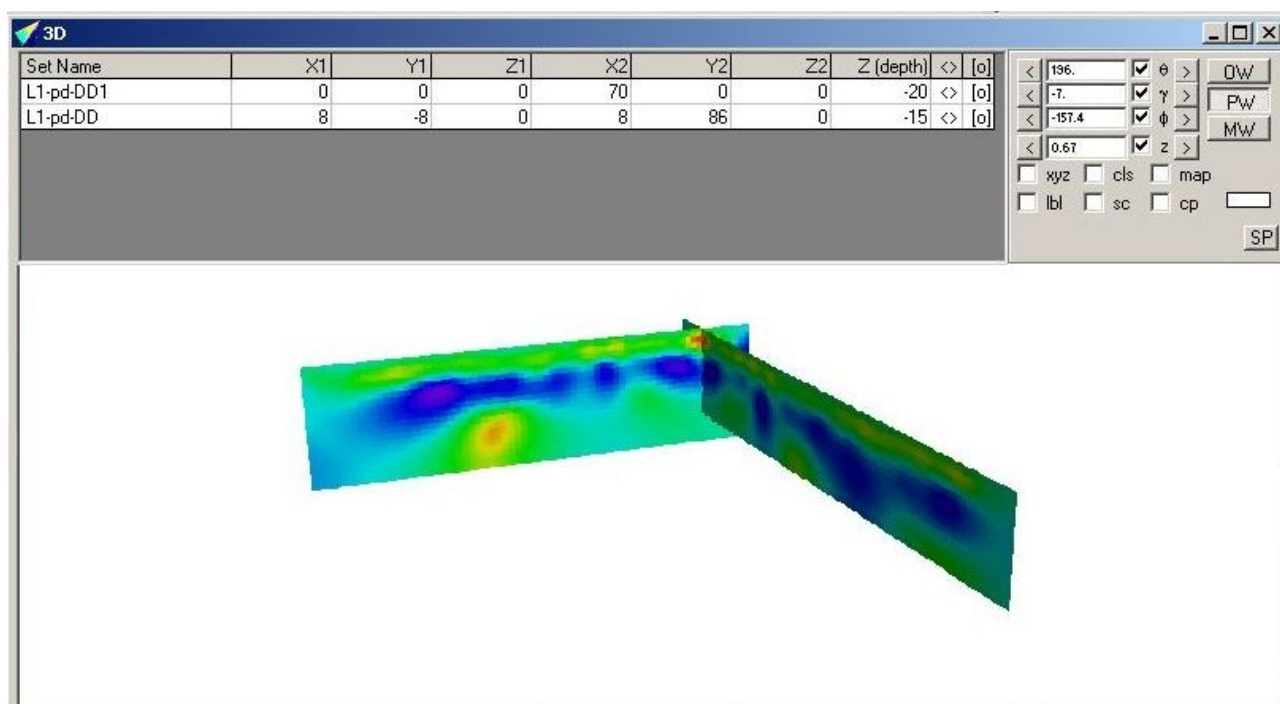 3D
Set Name X1 Y1 Z1 X2 Y2 Z2 Z (depth) <> [o]
L1-pd-DD1 0 0 0 70 0 0 -20 <> [o]
L1-pd-DD 8 -8 0 8 86 0 -15 <> [o]
< 196. θ > OW
< -7. γ > PW
< -157.4 ϕ > MW
< 0.67 z >
xyz cls map
lbl sc cp
SP